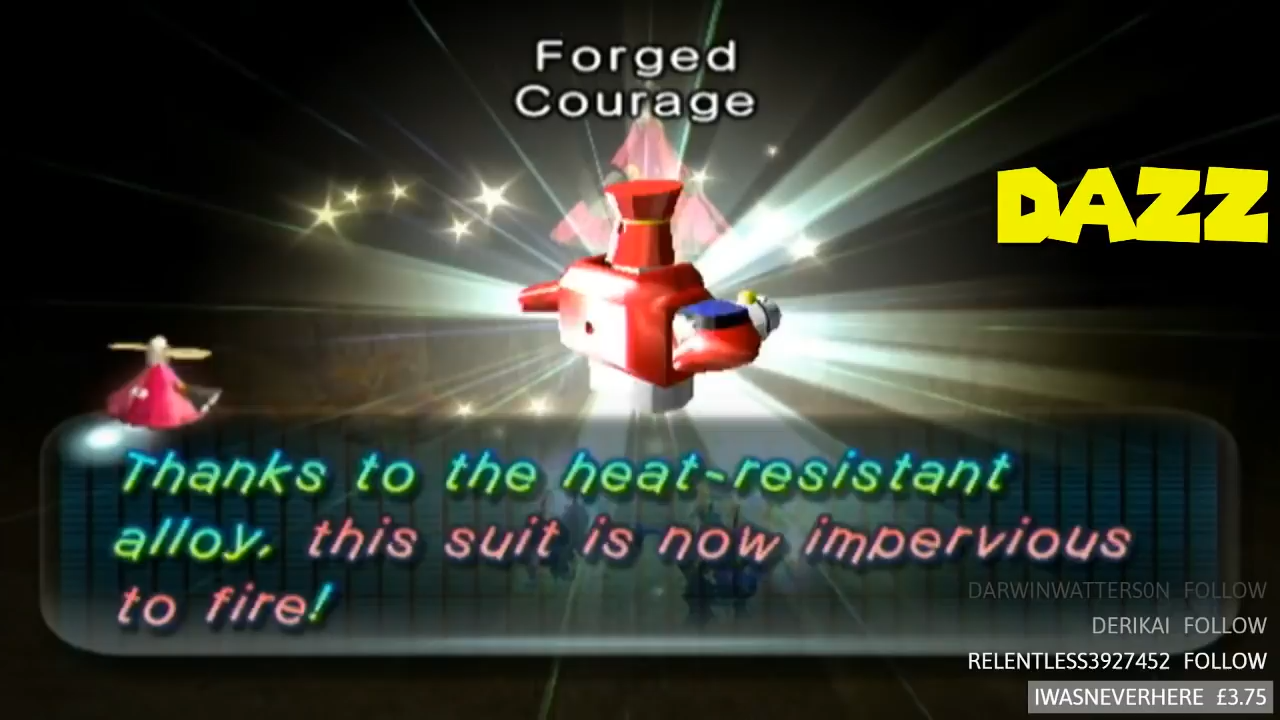 Forged
Courage
DAZZ
Thanks to the heat-resistant
alloy, this suit is now impervious
to fire!
DARWINWATTERS0N FOLLOW
DERIKAI FOLLOW
RELENTLESS3927452 FOLLOW
IWASNEVERHERE £3.75